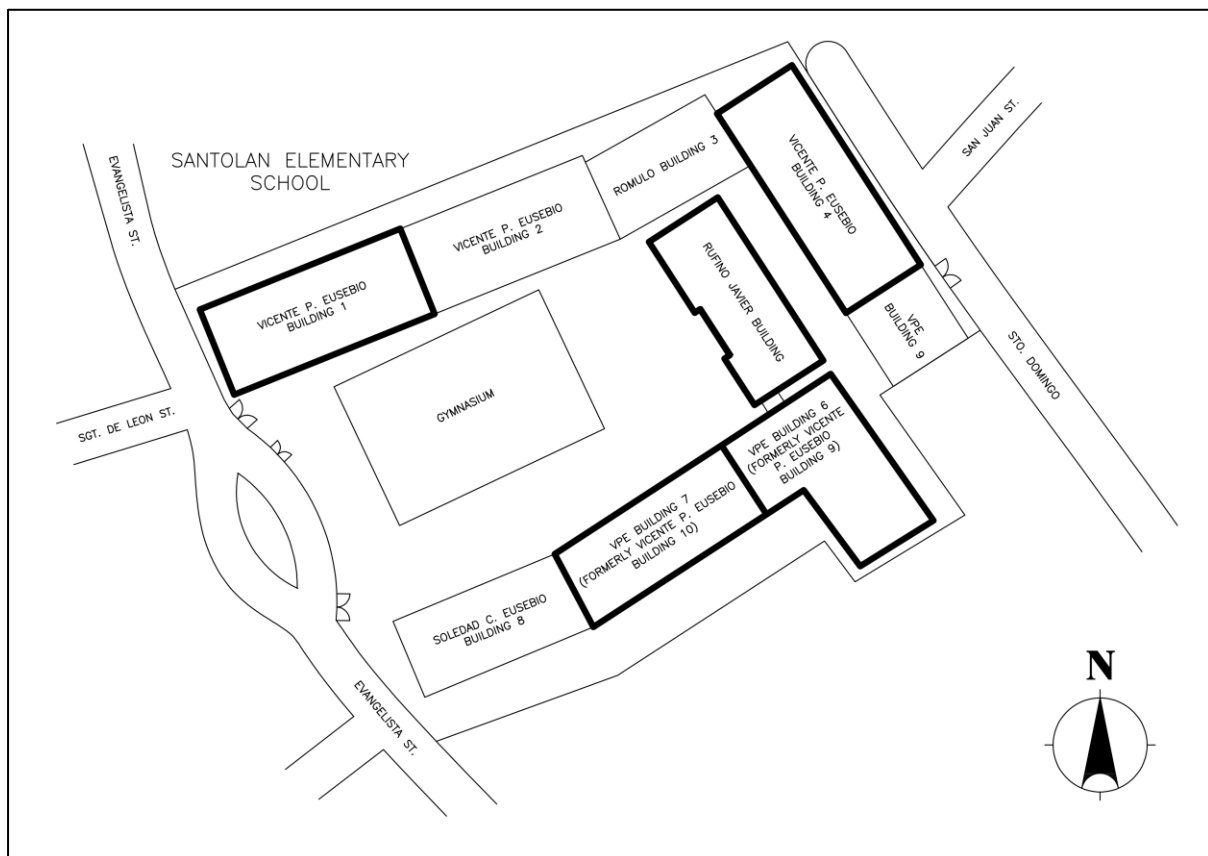 SANTOLAN ELEMENTARY
SCHOOL
EVANGELISTA ST.
SAN JUAN ST.
ROMULO BUILDING 3
VICENTE P. EUSEBIO
BUILDING 4
VICENTE P. EUSEBIO
BUILDING 2
VICENTE P. EUSEBIO
BUILDING 1
RUFINO JAVIER BUILDING
VPE
BUILDING 9
STO. DOMINGO
GYMNASIUM
SGT. DE LEON ST.
VPE BUILDING 6
(FORMERLY VICENTE
P. EUSEBIO
BUILDING 9)
VPE BUILDING 7
(FORMERLY VICENTE P. EUSEBIO
BUILDING 10)
SOLEDAD C. EUSEBIO
BUILDING 8
EVANGELISTA ST.
N